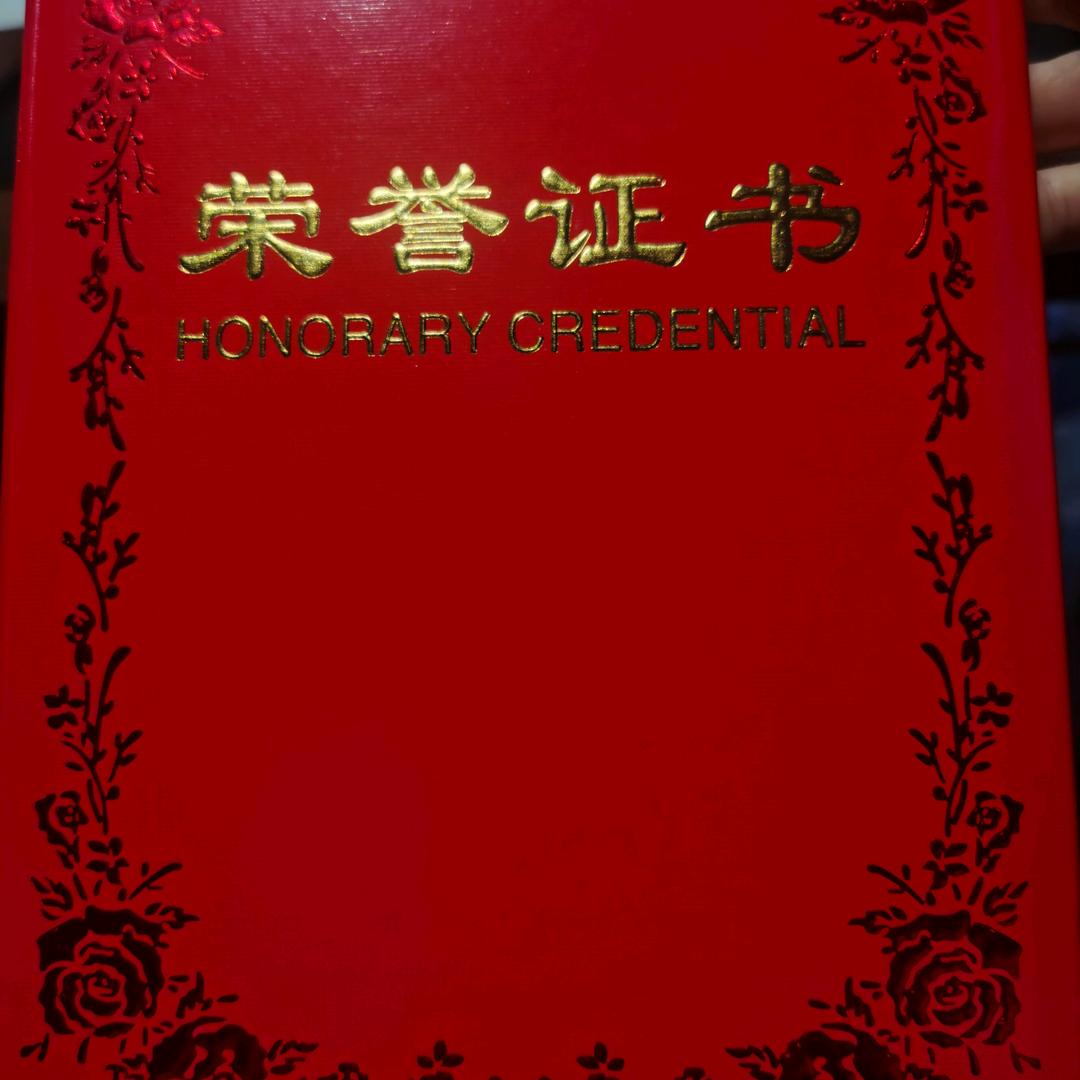 荣誉证书
HONORARY CREDENTIAL